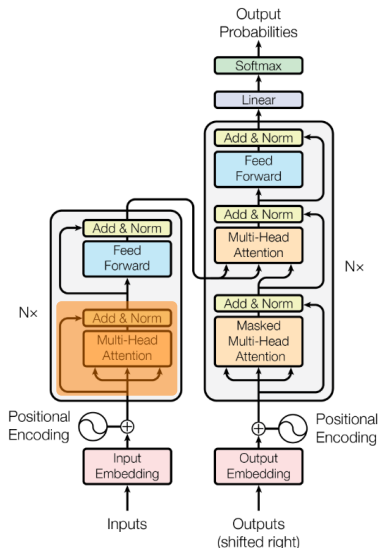 Output
Probabilities
Softmax
Linear
Add & Norm
Feed
Forward
Add & Norm
Multi-Head
Attention
Add & Norm
Masked
Multi-Head
Attention
N×
Add & Norm
Feed
Forward
N×
Add & Norm
Multi-Head
Attention
Positional
Encoding
Positional
Encoding
Input
Embedding
Output
Embedding
Inputs
Outputs
(shifted right)